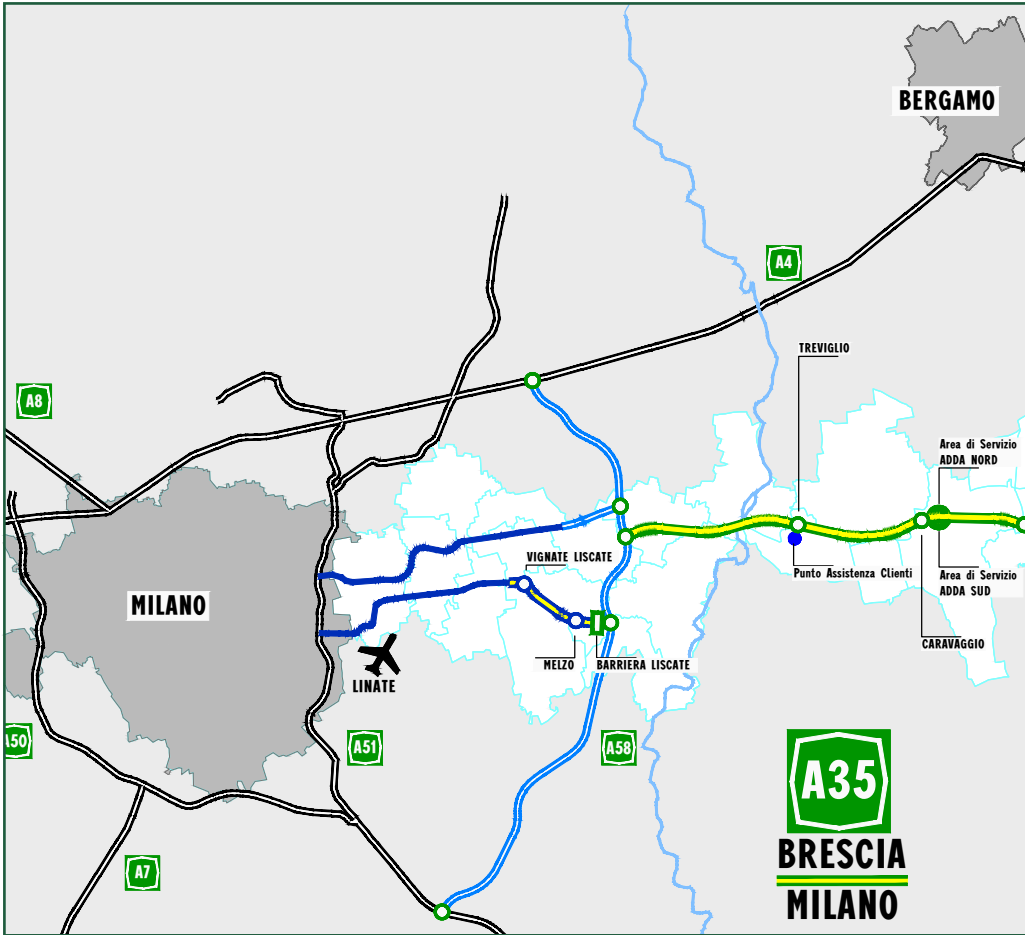 BERGAMO
A4
TREVIGLIO
A8
Area di Servizio
ADDA NORD
VIGNATE LISCATE
Punto Assistenza Clienti
Area di Servizio
ADDA SUD
MILANO
CARAVAGGIO
MELZO
BARRIERA LISCATE
LINATE
A50
A51
A58
A35
BRESCIA
MILANO
A7